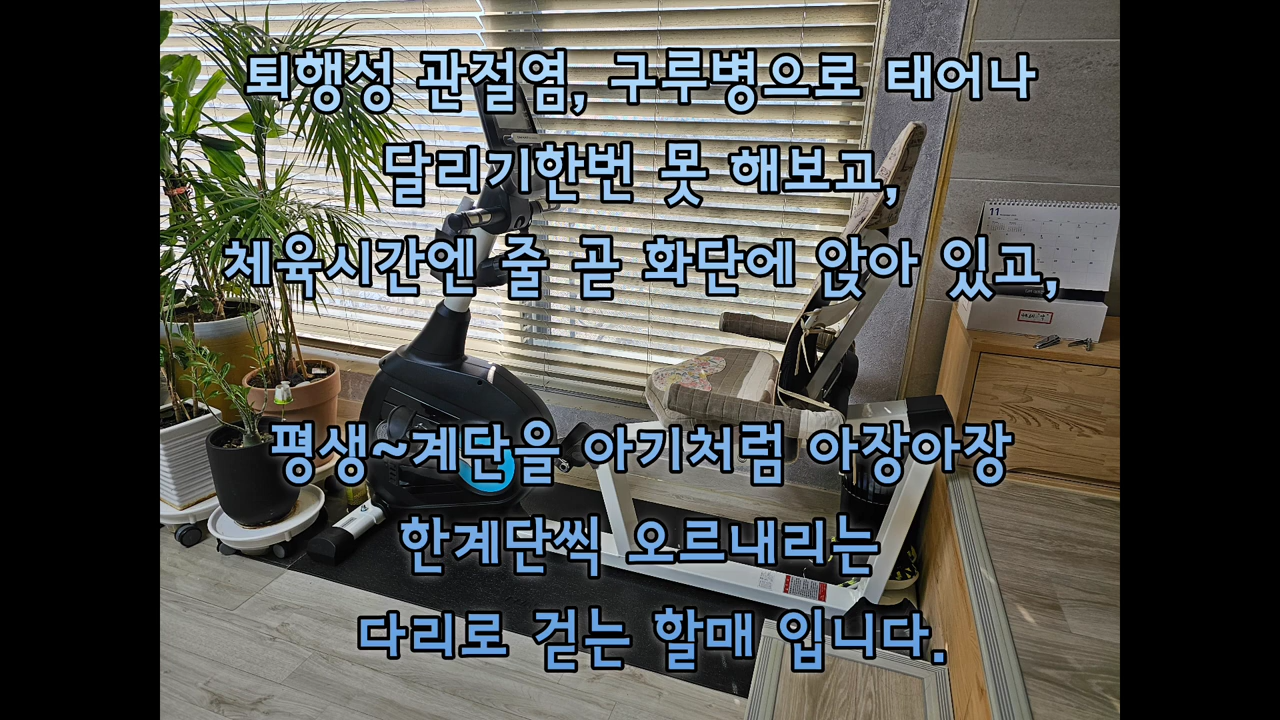 퇴행성 관절염, 구루병으로 태어나
달리기한번 못 해보고,
체육시간엔 줄 곧 화단에 앉아 있고,
평생~계단을 아기처럼 아장아장
한계단씩 오르내리는
다리로 걷는 할매 입니다.
11